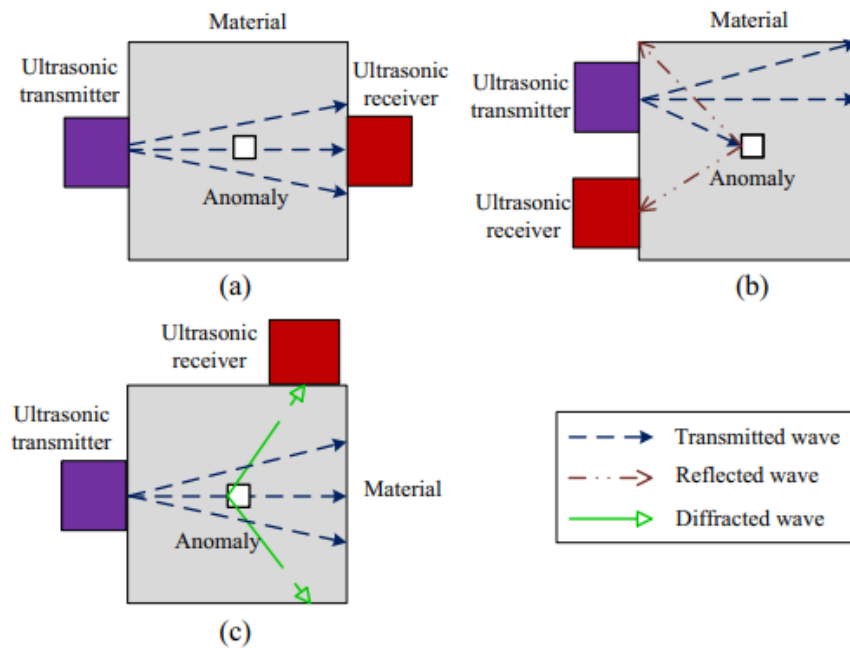 Material
Ultrasonic
transmitter
Ultrasonic
receiver
Anomaly
(a)
Material
Ultrasonic
transmitter
Anomaly
Ultrasonic
receiver
(b)
Ultrasonic
receiver
Ultrasonic
transmitter
Material
Anomaly
(c)
Transmitted wave
Reflected wave
Diffracted wave